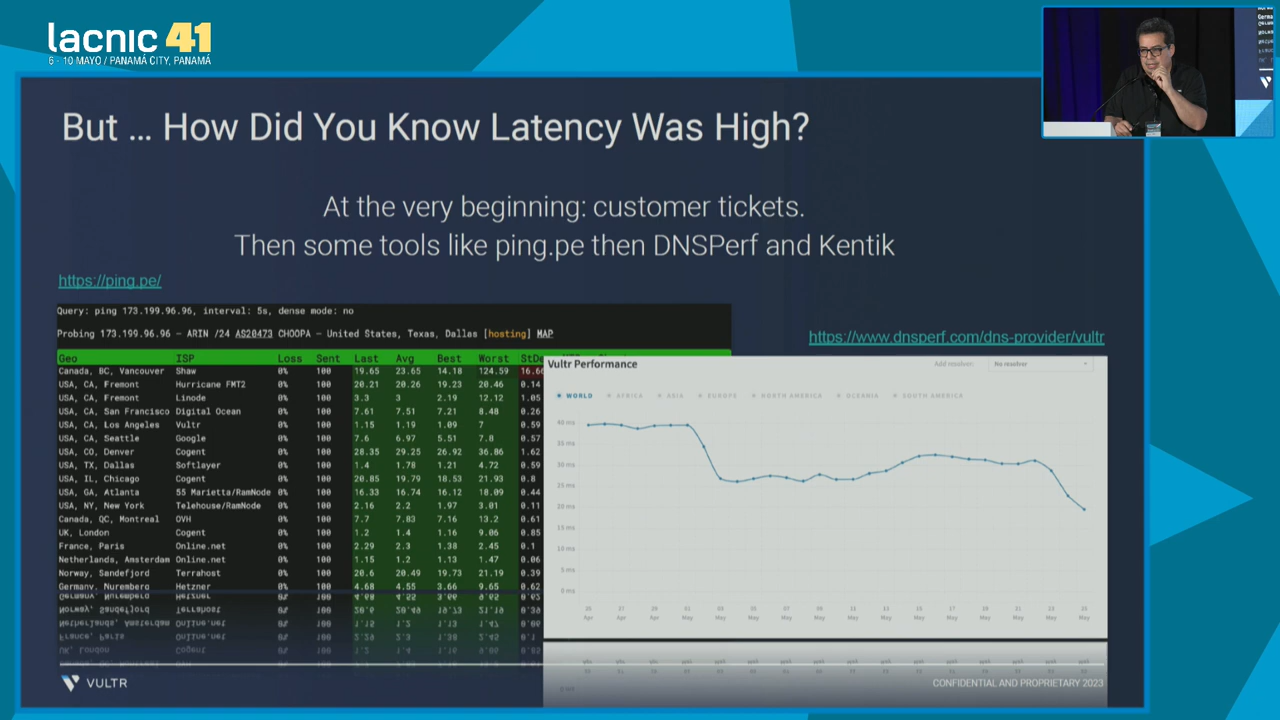 lacnic 41
6 - 10 MAYO / PANAMÁ CITY, PANAMÁ
But ... How Did You Know Latency Was High?
At the very beginning: customer tickets.
Then some tools like ping.pe then DNSPerf and Kentik
https://ping.pe/
Query: ping 173.199.96.96, interval: 5s, dense mode: no
Probing 173.199.96.96 – ARIN /24 AS20473 CHOOPA – United States, Texas, Dallas [hosting] MAP
Geo ISP Loss Sent Last Avg Best Worst StDe
Canada, BC, Vancouver Shaw 0% 100 19.65 23.65 14.18 124.59 16.66
USA, CA, Fremont Hurricane FMT2 0% 100 20.21 20.26 19.23 20.46 0.14
USA, CA, Fremont Linode 0% 100 3.3 3 2.19 12.12 1.05
USA, CA, San Francisco Digital Ocean 0% 100 7.61 7.51 7.21 8.48 0.26
USA, CA, Los Angeles Vultr 0% 100 1.15 1.19 1.09 7 0.59
USA, CA, Seattle Google 0% 100 7.6 6.97 5.51 7.8 0.57
USA, CO, Denver Cogent 0% 100 28.35 29.25 26.92 36.86 1.62
USA, TX, Dallas Softlayer 0% 100 1.4 1.78 1.21 4.72 0.59
USA, IL, Chicago Cogent 0% 100 20.85 19.79 18.53 21.93 0.8
USA, GA, Atlanta 55 Marietta/RamNode 0% 100 16.33 16.74 16.12 18.09 0.44
USA, NY, New York Telehouse/RamNode 0% 100 2.16 2.2 1.97 3.01 0.11
Canada, QC, Montreal OVH 0% 100 7.7 7.83 7.16 13.2 0.61
UK, London Cogent 0% 100 1.2 1.4 1.16 9.06 0.85
France, Paris Online.net 0% 100 2.29 2.3 1.38 2.45 0.1
Netherlands, Amsterdam Online.net 0% 100 1.15 1.2 1.13 1.47 0.06
Norway, Sandefjord Terrahost 0% 100 20.6 20.49 19.73 21.19 0.39
Germany, Nuremberg Hetzner 0% 100 4.68 4.55 3.66 9.65 0.62
https://www.dnsperf.com/dns-provider/vultr
Vultr Performance Add resolver: No resolver
WORLD AFRICA ASIA EUROPE NORTH AMERICA OCEANIA SOUTH AMERICA
40 ms
35 ms
30 ms
25 ms
20 ms
15 ms
10 ms
5 ms
0 ms
25 27 29 01 03 05 07 09 11 13 15 17 19 21 23 25
Apr Apr Apr May May May May May May May May May May May May May
VULTR
CONFIDENTIAL AND PROPRIETARY 2023